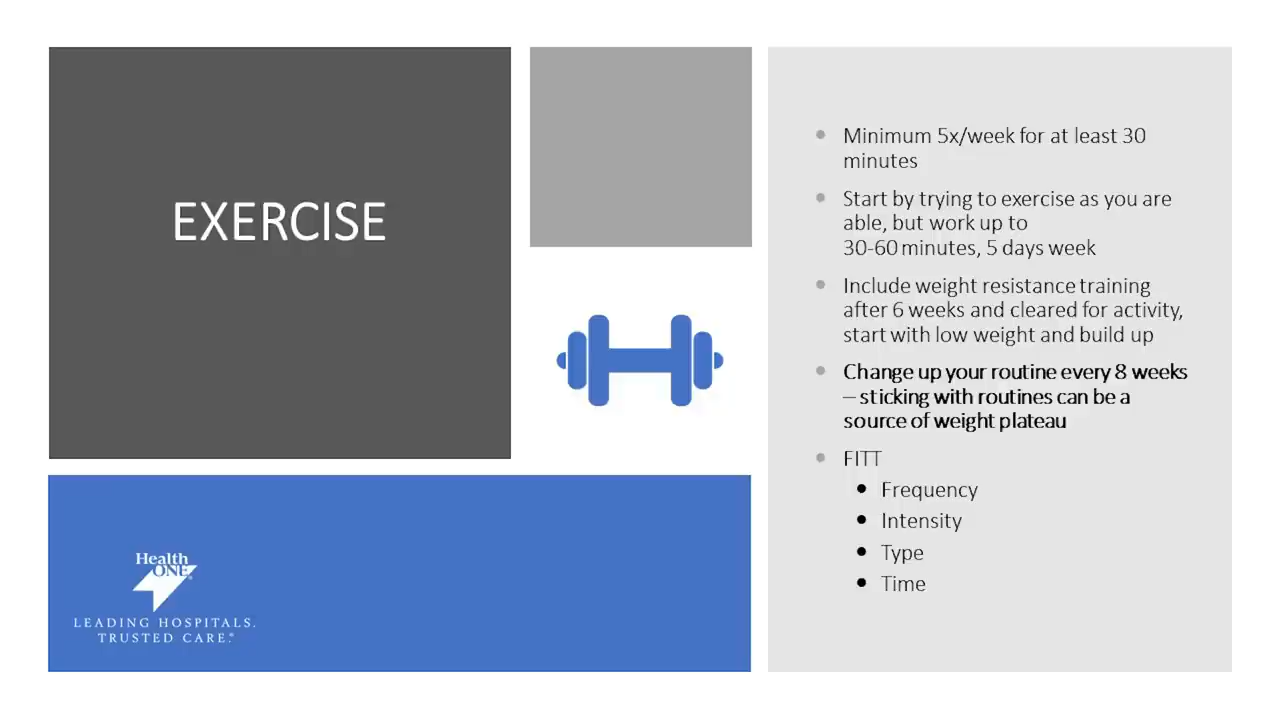 EXERCISE
Health
ONE®
LEADING HOSPITALS.
TRUSTED CARE.®
• Minimum 5x/week for at least 30
minutes
• Start by trying to exercise as you are
able, but work up to
30-60 minutes, 5 days week
• Include weight resistance training
after 6 weeks and cleared for activity,
start with low weight and build up
• Change up your routine every 8 weeks
– sticking with routines can be a
source of weight plateau
• FITT
• Frequency
• Intensity
• Type
• Time